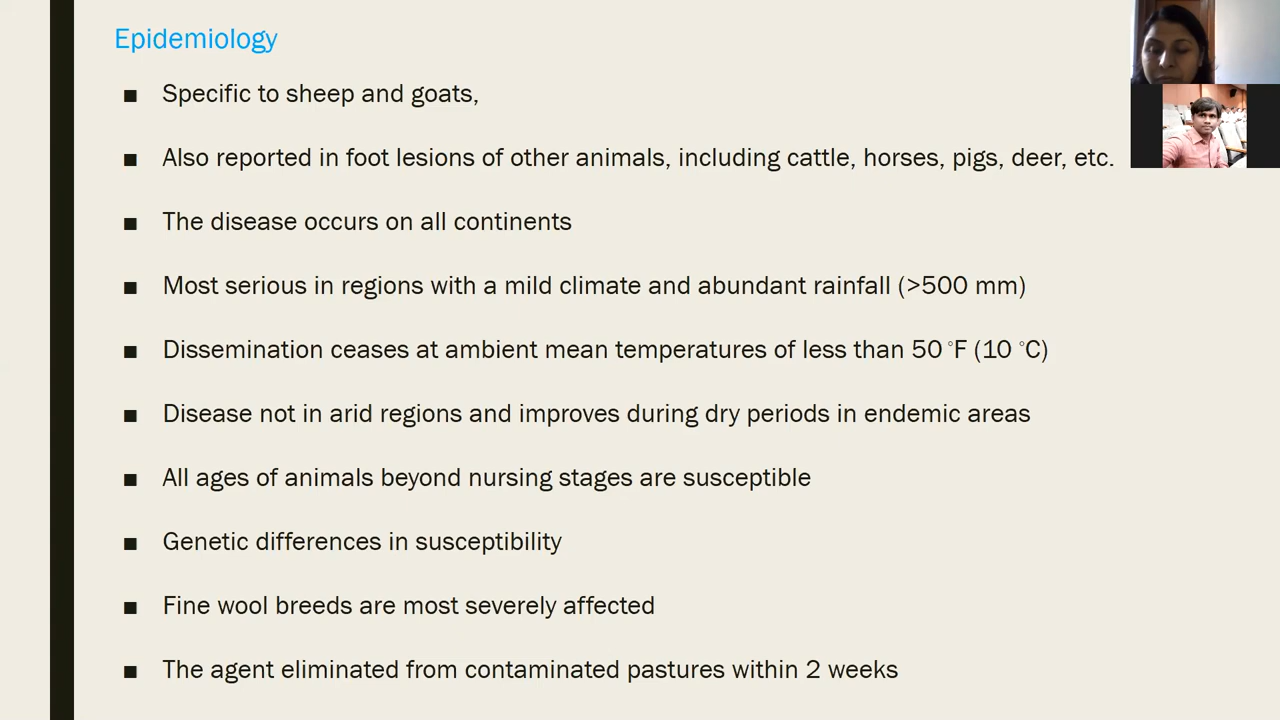 Epidemiology
■ Specific to sheep and goats,
■ Also reported in foot lesions of other animals, including cattle, horses, pigs, deer, etc.
■ The disease occurs on all continents
■ Most serious in regions with a mild climate and abundant rainfall (>500 mm)
■ Dissemination ceases at ambient mean temperatures of less than 50 °F (10 °C)
■ Disease not in arid regions and improves during dry periods in endemic areas
■ All ages of animals beyond nursing stages are susceptible
■ Genetic differences in susceptibility
■ Fine wool breeds are most severely affected
■ The agent eliminated from contaminated pastures within 2 weeks